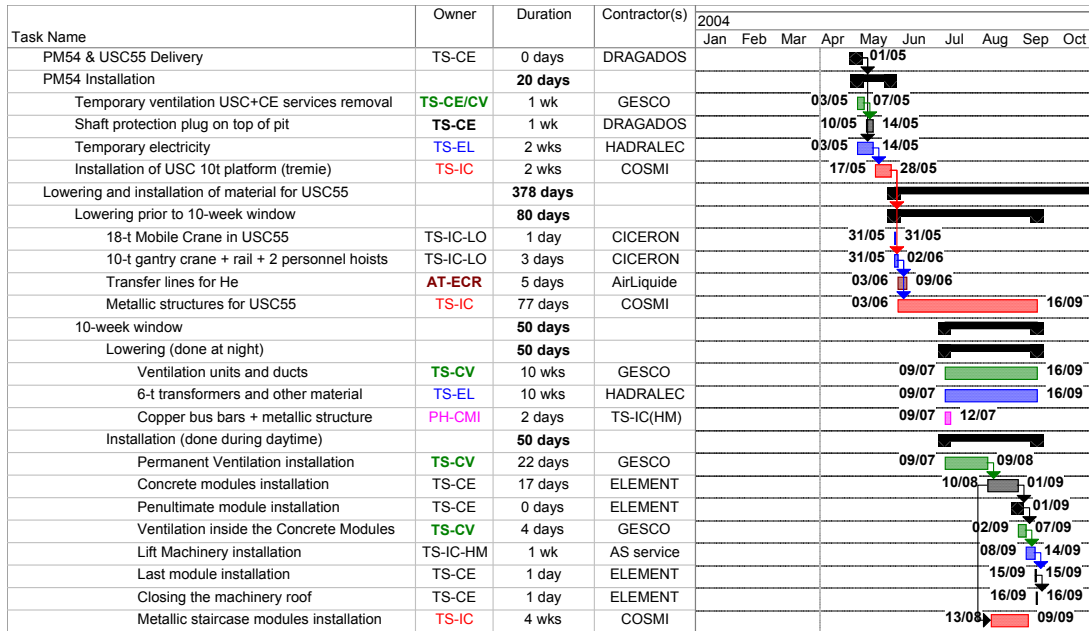 Task Name Owner Duration Contractor(s) 2004
Jan Feb Mar Apr May Jun Jul Aug Sep Oct
PM54 & USC55 Delivery TS-CE 0 days DRAGADOS 01/05
PM54 Installation 20 days
Temporary ventilation USC+CE services removal TS-CE/CV 1 wk GESCO 03/05 07/05
Shaft protection plug on top of pit TS-CE 1 wk DRAGADOS 10/05 14/05
Temporary electricity TS-EL 2 wks HADRALEC 03/05 14/05
Installation of USC 10t platform (tremie) TS-IC 2 wks COSMI 17/05 28/05
Lowering and installation of material for USC55 378 days
Lowering prior to 10-week window 80 days
18-t Mobile Crane in USC55 TS-IC-LO 1 day CICERON 31/05 31/05
10-t gantry crane + rail + 2 personnel hoists TS-IC-LO 3 days CICERON 31/05 02/06
Transfer lines for He AT-ECR 5 days AirLiquide 03/06 09/06
Metallic structures for USC55 TS-IC 77 days COSMI 03/06 16/09
10-week window 50 days
Lowering (done at night) 50 days
Ventilation units and ducts TS-CV 10 wks GESCO 09/07 16/09
6-t transformers and other material TS-EL 10 wks HADRALEC 09/07 16/09
Copper bus bars + metallic structure PH-CMI 2 days TS-IC(HM) 09/07 12/07
Installation (done during daytime) 50 days
Permanent Ventilation installation TS-CV 22 days GESCO 09/07 09/08
Concrete modules installation TS-CE 17 days ELEMENT 10/08 01/09
Penultimate module installation TS-CE 0 days ELEMENT 01/09
Ventilation inside the Concrete Modules TS-CV 4 days GESCO 02/09 07/09
Lift Machinery installation TS-IC-HM 1 wk AS service 08/09 14/09
Last module installation TS-CE 1 day ELEMENT 15/09 15/09
Closing the machinery roof TS-CE 1 day ELEMENT 16/09 16/09
Metallic staircase modules installation TS-IC 4 wks COSMI 13/08 09/09